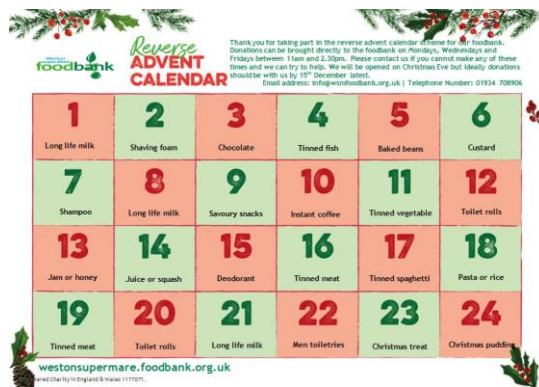 Weston
super-Mare
foodbank
Reverse
ADVENT
CALENDAR
Thank you for taking part in the reverse advent calendar scheme for our foodbank.
Donations can be brought directly to the foodbank on Mondays, Wednesdays and
Fridays between 11am and 2.30pm. Please contact us if you cannot make any of these
times and we can try to help. We will be opened on Christmas Eve but ideally donations
should be with us by 15th December latest.
Email address: info@wsmfoodbank.org.uk | Telephone Number: 01934 708906
1 2 3 4 5 6
Long life milk Shaving foam Chocolate Tinned fish Baked beans Custard
7 8 9 10 11 12
Shampoo Long life milk Savoury snacks Instant coffee Tinned vegetable Toilet rolls
13 14 15 16 17 18
Jam or honey Juice or squash Deodorant Tinned meat Tinned spaghetti Pasta or rice
19 20 21 22 23 24
Tinned meat Toilet rolls Long life milk Men toiletries Christmas treat Christmas pudding
westonsupermare.foodbank.org.uk
Charity in England & Wales 1177071.